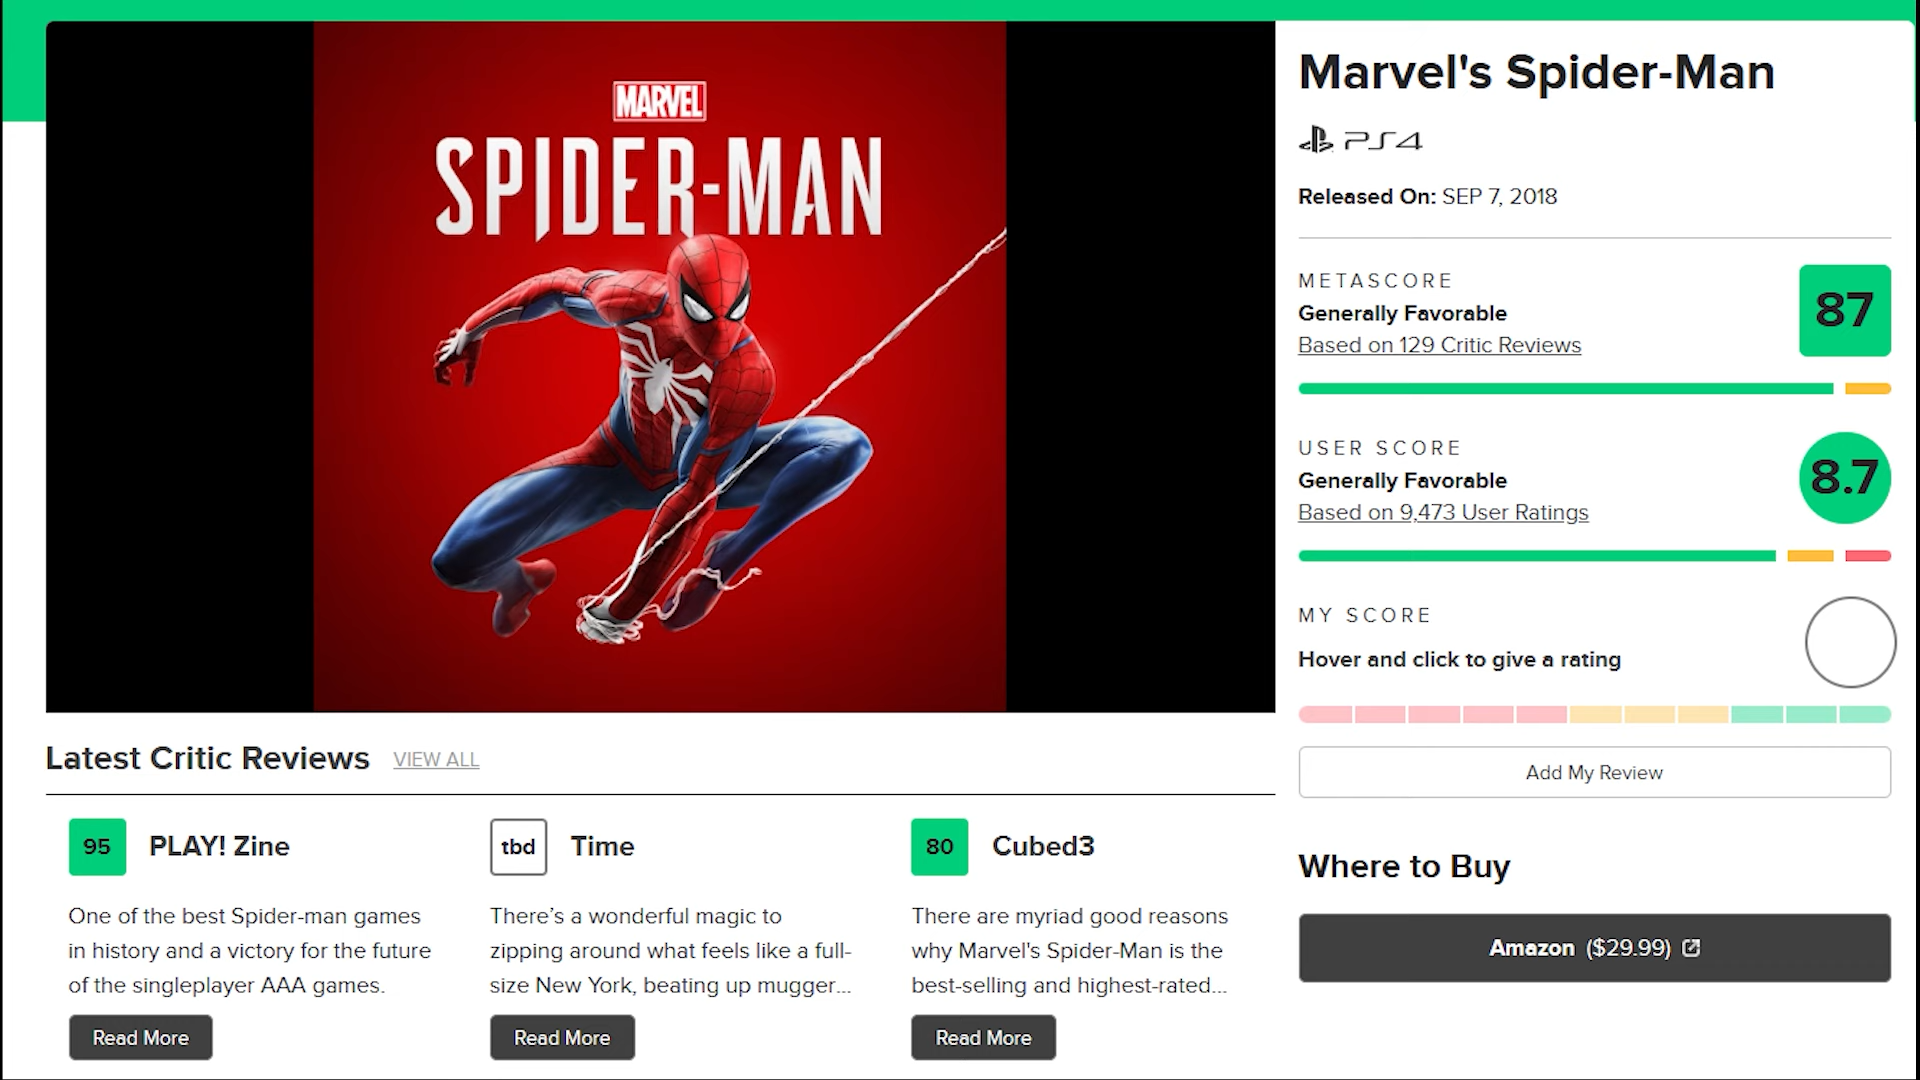 MARVEL
SPIDER-MAN
Marvel's Spider-Man
PS4
Released On: SEP 7, 2018
METASCORE
Generally Favorable
Based on 129 Critic Reviews
87
USER SCORE
Generally Favorable
Based on 9,473 User Ratings
8.7
MY SCORE
Hover and click to give a rating
Add My Review
Where to Buy
Amazon ($29.99)
Latest Critic Reviews VIEW ALL
95 PLAY! Zine
One of the best Spider-man games
in history and a victory for the future
of the singleplayer AAA games.
Read More
tbd Time
There's a wonderful magic to
zipping around what feels like a full-
size New York, beating up mugger...
Read More
80 Cubed3
There are myriad good reasons
why Marvel's Spider-Man is the
best-selling and highest-rated...
Read More